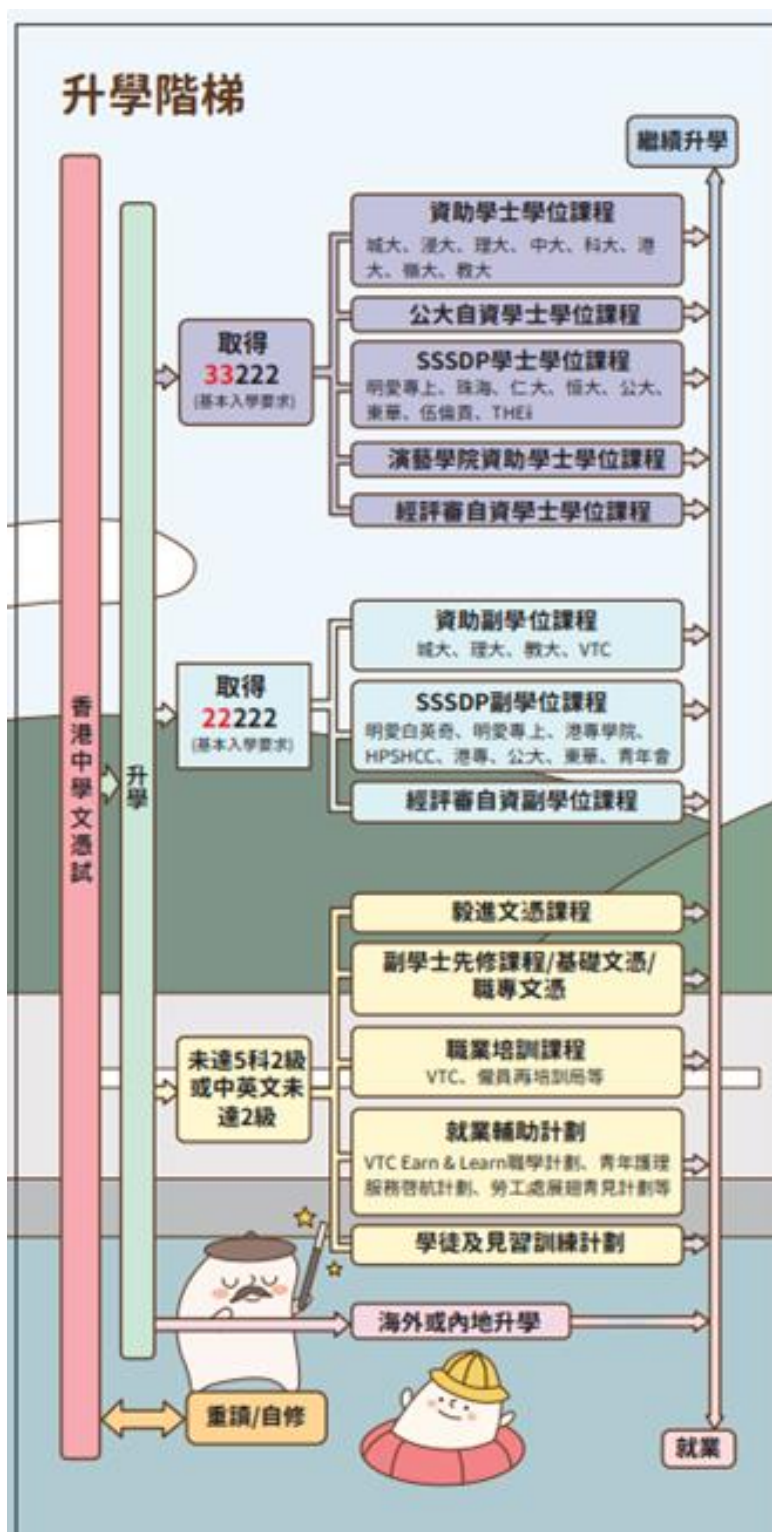 升學階梯
繼續升學
香港中學文憑試
升學
取得
33222
(基本入學要求)
資助學士學位課程
城大、浸大、理大、中大、科大、港
大、嶺大、教大
公大自資學士學位課程
SSSDP學士學位課程
明愛專上、珠海、仁大、恒大、公大、
東華、伍倫貢、THEi
演藝學院資助學士學位課程
經評審自資學士學位課程
取得
22222
(基本入學要求)
資助副學位課程
城大、理大、教大、VTC
SSSDP副學位課程
明愛白英奇、明愛專上、港專學院、
HPSHCC、港專、公大、東華、青年會
經評審自資副學位課程
未達5科2級
或中英文未
達2級
毅進文憑課程
副學士先修課程/基礎文憑/
職專文憑
職業培訓課程
VTC、僱員再培訓局等
就業輔助計劃
VTC Earn & Learn職學計劃、青年護理
服務啓航計劃、勞工處展翅青見計劃等
學徒及見習訓練計劃
海外或內地升學
重讀/自修
就業